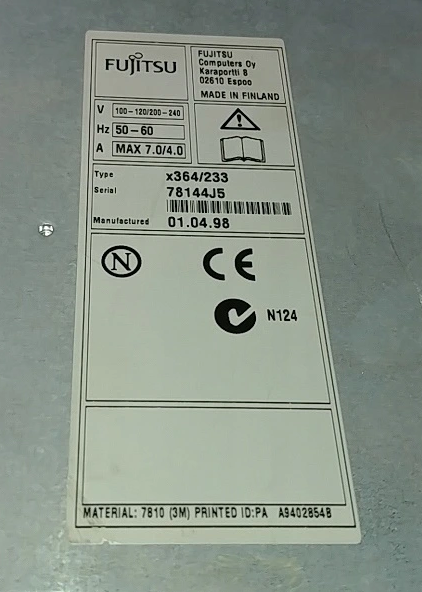 FUJITSU
FUJITSU
Computers Oy
Karaportti 8
02610 Espoo
MADE IN FINLAND
V 100-120/200-240
Hz 50-60
A MAX 7.0/4.0
Type x364/233
Serial 78144J5
Manufactured 01.04.98
N
CE
N124
MATERIAL: 7810 (3M) PRINTED ID:PA A9402854B